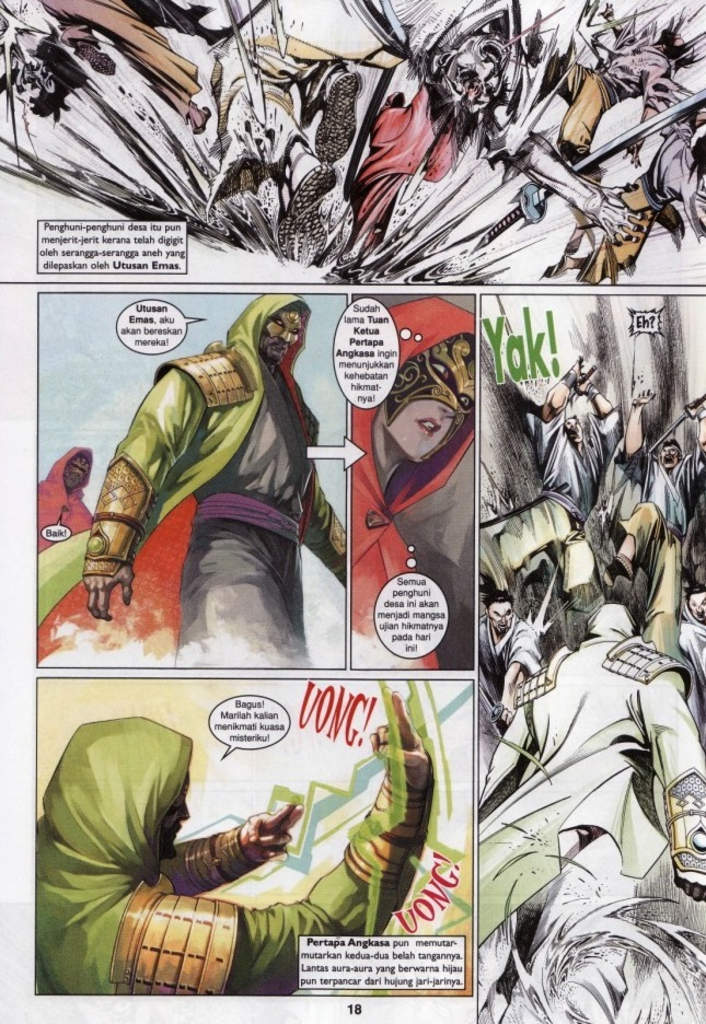 Penghuni-penghuni desa itu pun
menjerit-jerit kerana telah digigit
oleh serangga-serangga aneh yang
dilepaskan oleh Utusan Emas.
Utusan
Emas, aku
akan bereskan
mereka!
Baik!
Sudah
lama Tuan
Ketua
Pertapa
Angkasa ingin
menunjukkan
kehebatan
hikmat-
nya!
Semua
penghuni
desa ini akan
menjadi mangsa
ujian hikmatnya
pada hari
ini!
Yak!
Eh?
Bagus!
Marilah kalian
menikmati kuasa
misteriku!
UONG!
UONG!
Pertapa Angkasa pun memutar-
mutarkan kedua-dua belah tangannya.
Lantas aura-aura yang berwarna hijau
pun terpancar dari hujung jari-jarinya.
18